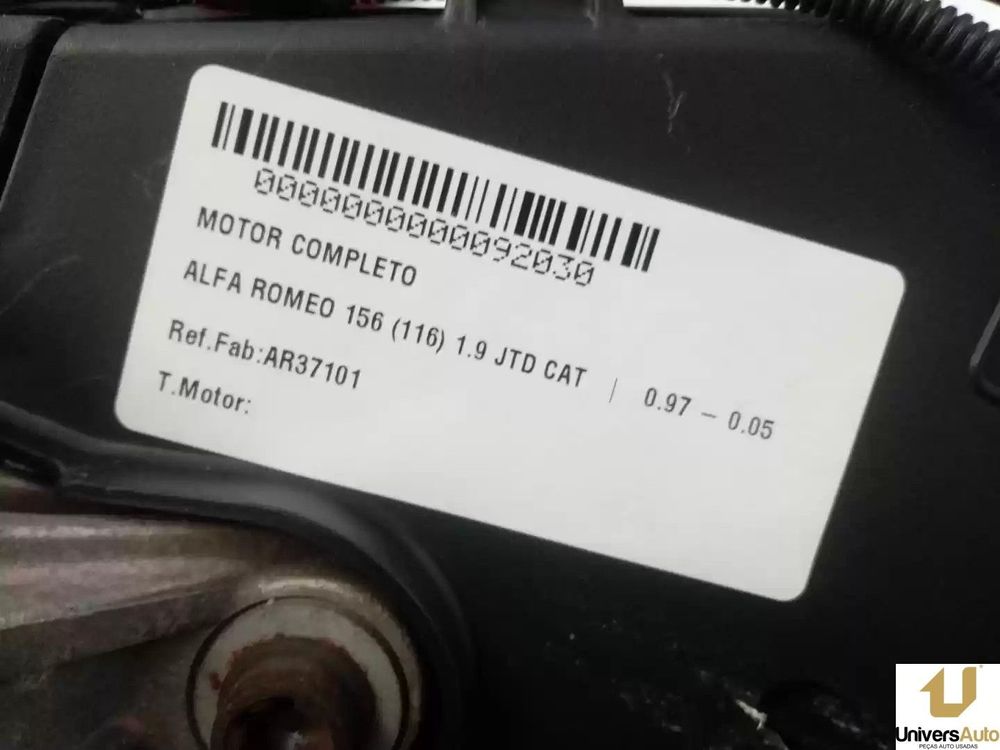 000000000092030
MOTOR COMPLETO
ALFA ROMEO 156 (116) 1.9 JTD CAT | 0.97 – 0.05
Ref.Fab:AR37101
T.Motor:
UniversAuto
PEÇAS AUTO USADAS